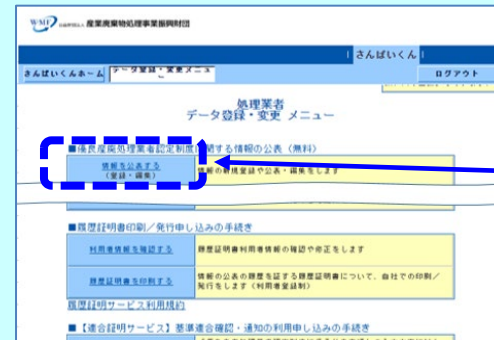 産業廃棄物処理事業振興財団
さんぱいくん
さんぱいくんホーム
データ登録・変更メニュー
ログアウト
処理業者
データ登録・変更 メニュー
■優良産廃処理業者認定制度に関する情報の公表（無料）
情報を公表する
（登録・編集）
情報の新規登録や公表・編集をします
■履歴証明書印刷／発行申し込みの手続き
利用者情報を確認する
履歴証明書利用者情報の確認や修正をします
履歴証明書を印刷する
情報の公表の履歴を証する履歴証明書について、自社での印刷／
発行をします（利用者登録制）
履歴証明サービス利用規約
■【適合証明サービス】基準適合確認・通知の利用申し込みの手続き